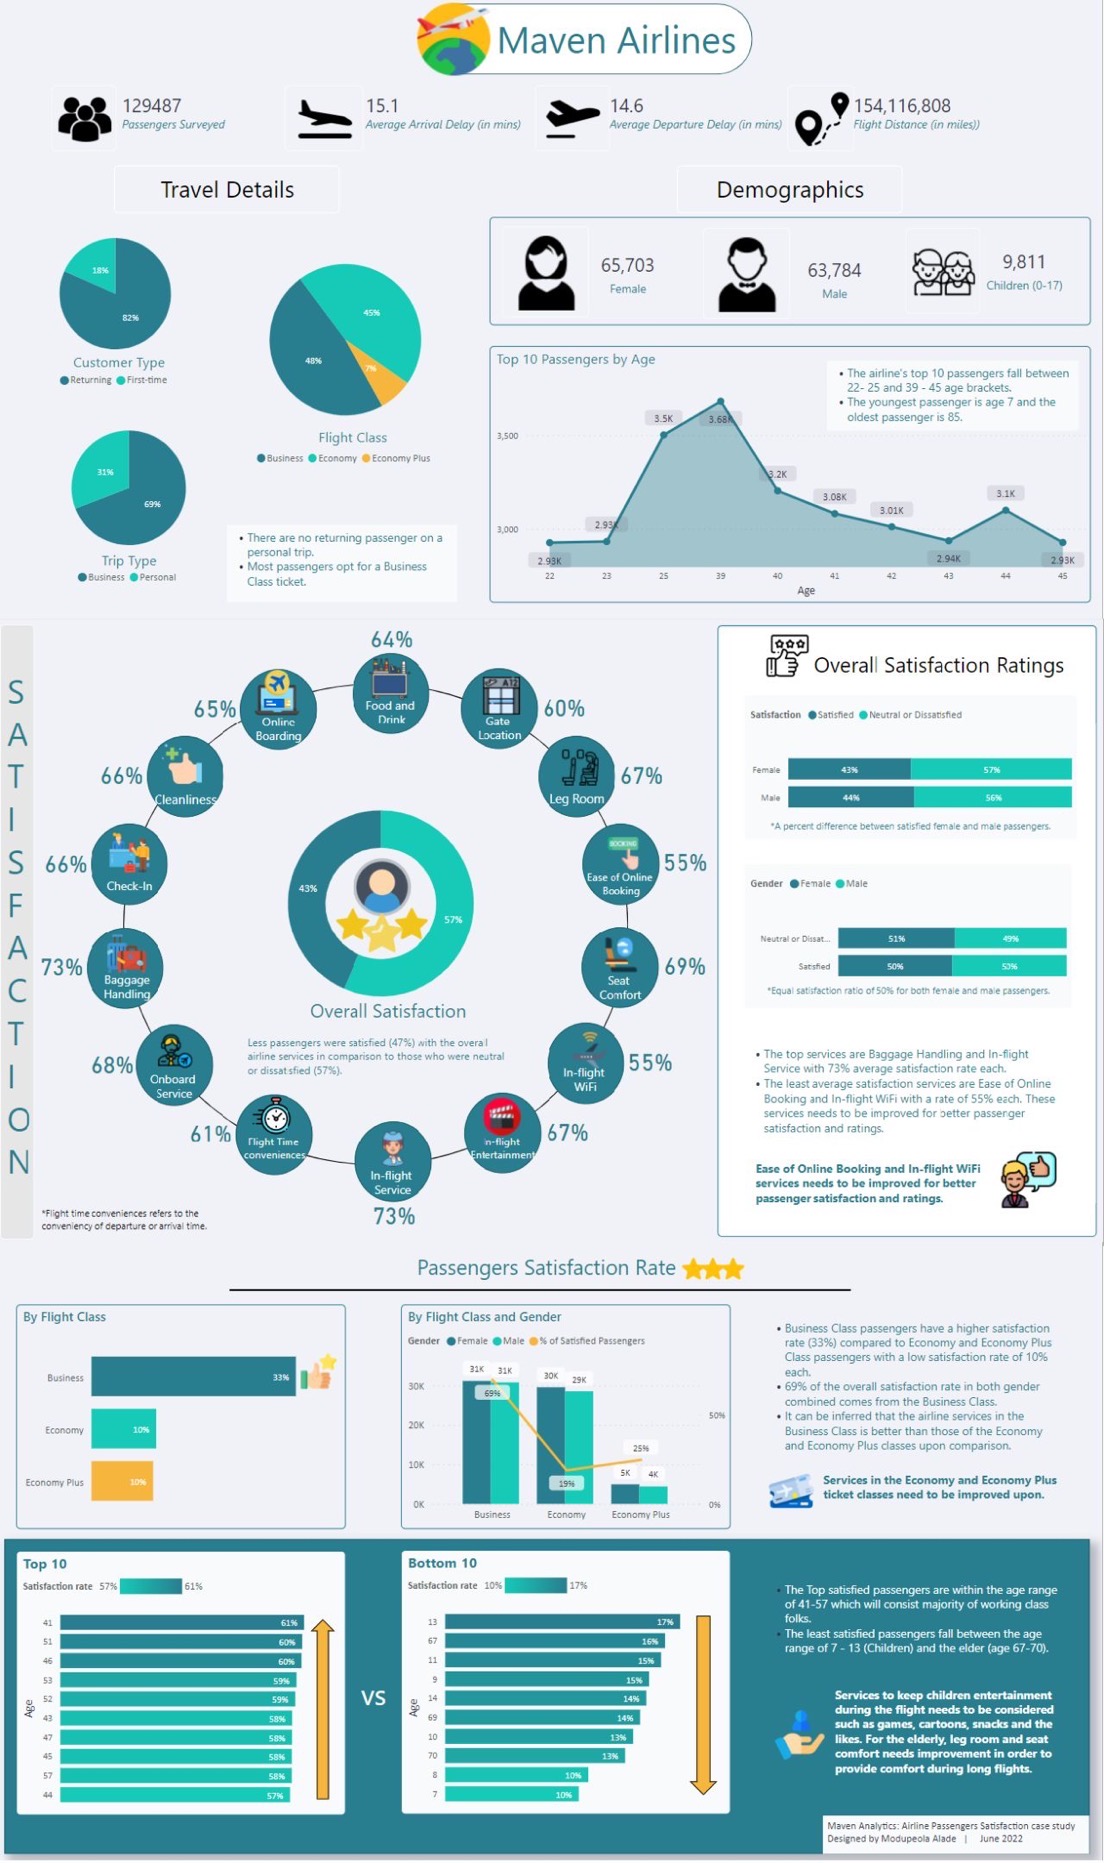 Maven Airlines
129487
Passengers Surveyed
15.1
Average Arrival Delay (in mins)
14.6
Average Departure Delay (in mins)
154,116,808
Flight Distance (in miles))
Travel Details
18%
82%
Customer Type
Returning First-time
45%
48%
7%
Flight Class
Business Economy Economy Plus
31%
69%
Trip Type
Business Personal
• There are no returning passenger on a
personal trip.
• Most passengers opt for a Business
Class ticket.
Demographics
65,703
Female
63,784
Male
9,811
Children (0-17)
Top 10 Passengers by Age
• The airline's top 10 passengers fall between
22- 25 and 39 - 45 age brackets.
• The youngest passenger is age 7 and the
oldest passenger is 85.
3,500
3,000
2.93K
2.93K
3.5K
3.68K
3.2K
3.08K
3.01K
2.94K
3.1K
2.93K
22 23 25 39 40 41 42 43 44 45
Age
SATISFACTION
64%
Food and
Drink
60%
Gate
Location
A12
67%
Leg Room
55%
BOOKING
Ease of Online
Booking
69%
Seat
Comfort
55%
In-flight
WiFi
67%
In-flight
Entertainment
73%
In-flight
Service
61%
Flight Time
conveniences
68%
Onboard
Service
73%
Baggage
Handling
66%
Check-In
66%
Cleanliness
65%
Online
Boarding
43%
57%
Overall Satisfaction
Less passengers were satisfied (47%) with the overall
airline services in comparison to those who were neutral
or dissatisfied (57%).
*Flight time conveniences refers to the
conveniency of departure or arrival time.
Overall Satisfaction Ratings
Satisfaction Satisfied Neutral or Dissatisfied
Female 43% 57%
Male 44% 56%
*A percent difference between satisfied female and male passengers.
Gender Female Male
Neutral or Dissat... 51% 49%
Satisfied 50% 50%
*Equal satisfaction ratio of 50% for both female and male passengers.
• The top services are Baggage Handling and In-flight
Service with 73% average satisfaction rate each.
• The least average satisfaction services are Ease of Online
Booking and In-flight WiFi with a rate of 55% each. These
services needs to be improved for better passenger
satisfaction and ratings.
Ease of Online Booking and In-flight WiFi
services needs to be improved for better
passenger satisfaction and ratings.
Passengers Satisfaction Rate
By Flight Class
Business 33%
Economy 10%
Economy Plus 10%
By Flight Class and Gender
Gender Female Male % of Satisfied Passengers
30K
20K
10K
0K
31K 31K
69%
30K 29K
19%
25%
5K 4K
50%
0%
Business Economy Economy Plus
• Business Class passengers have a higher satisfaction
rate (33%) compared to Economy and Economy Plus
Class passengers with a low satisfaction rate of 10%
each.
• 69% of the overall satisfaction rate in both gender
combined comes from the Business Class.
• It can be inferred that the airline services in the
Business Class is better than those of the Economy
and Economy Plus classes upon comparison.
Services in the Economy and Economy Plus
ticket classes need to be improved upon.
Top 10
Satisfaction rate 57% 61%
Age
41 61%
51 60%
46 60%
53 59%
52 59%
43 58%
47 58%
45 58%
57 58%
44 57%
VS
Bottom 10
Satisfaction rate 10% 17%
Age
13 17%
67 16%
11 15%
9 15%
14 14%
69 14%
10 13%
70 13%
8 10%
7 10%
• The Top satisfied passengers are within the age range
of 41-57 which will consist majority of working class
folks.
• The least satisfied passengers fall between the age
range of 7 - 13 (Children) and the elder (age 67-70).
Services to keep children entertainment
during the flight needs to be considered
such as games, cartoons, snacks and the
likes. For the elderly, leg room and seat
comfort needs improvement in order to
provide comfort during long flights.
Maven Analytics: Airline Passengers Satisfaction case study
Designed by Modupeola Alade | June 2022